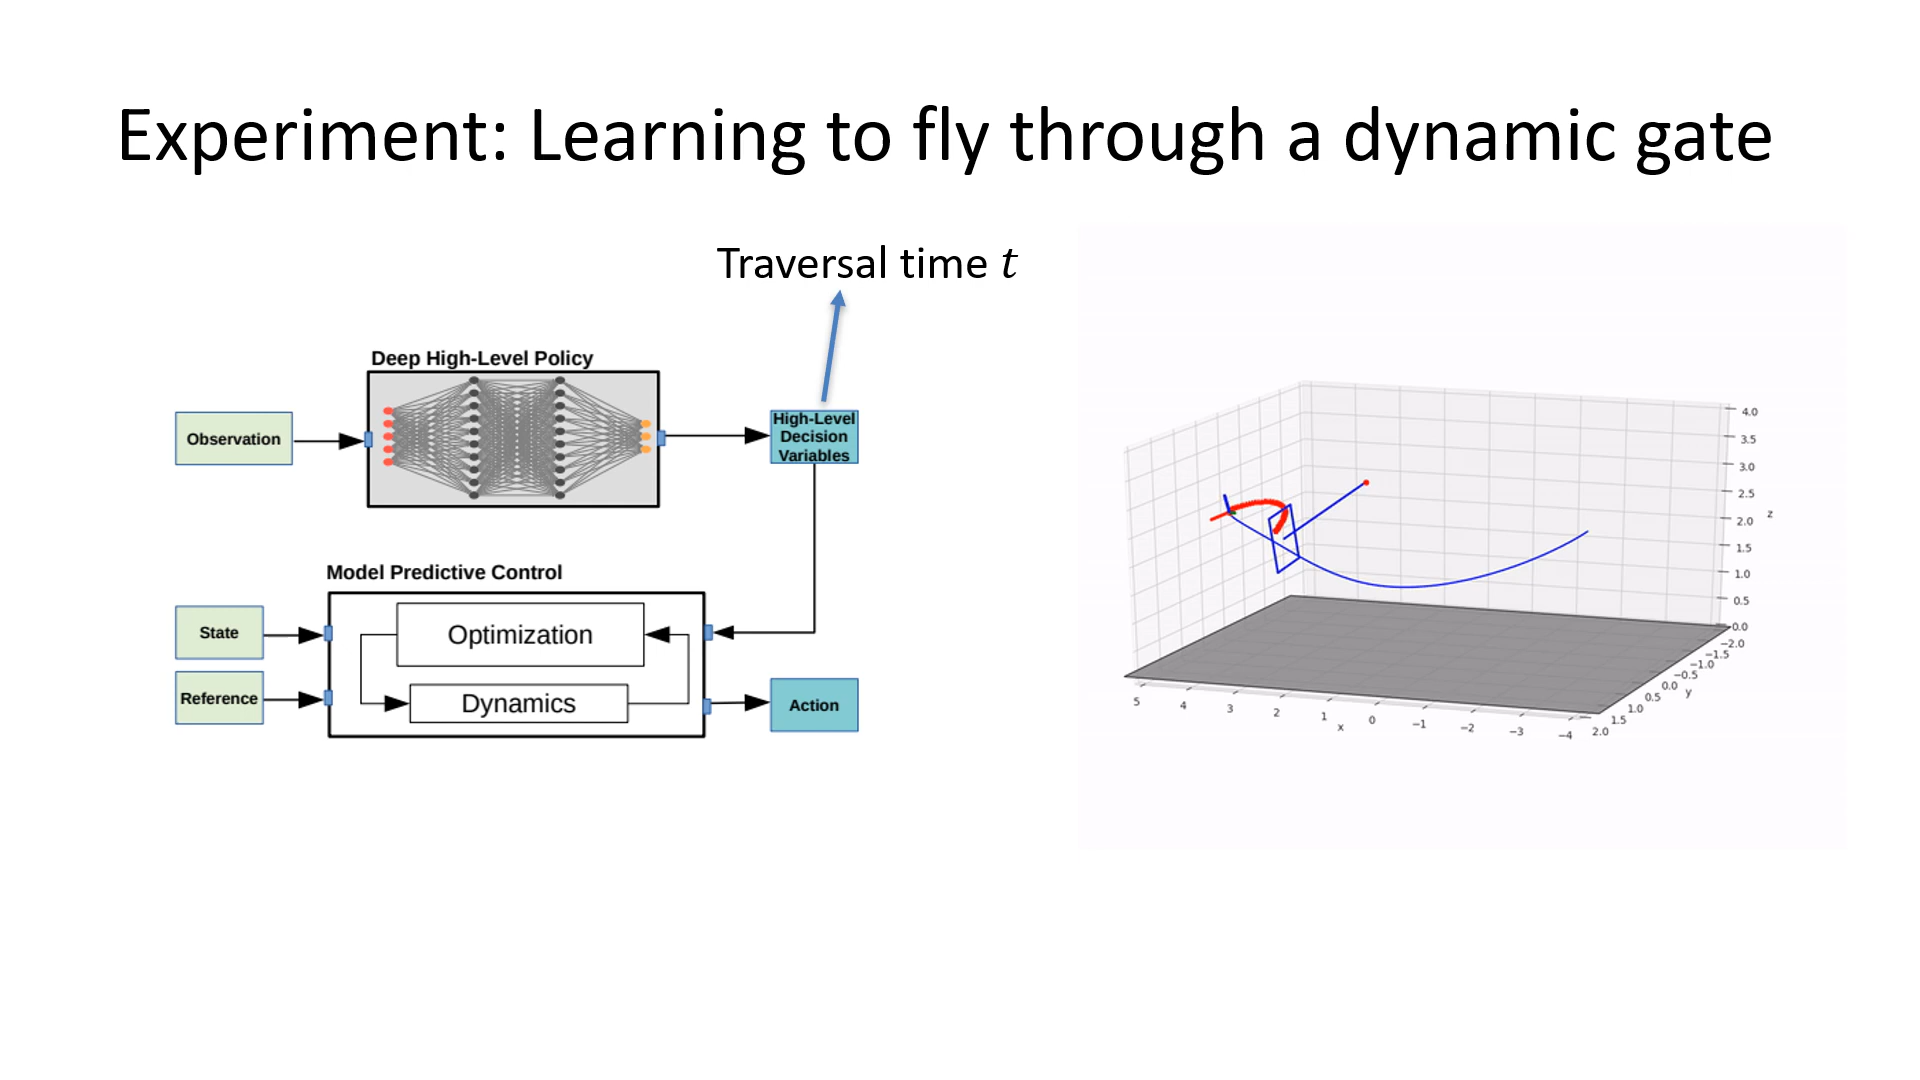 Experiment: Learning to fly through a dynamic gate
Traversal time t
Deep High-Level Policy
Observation
High-Level
Decision
Variables
Model Predictive Control
State
Reference
Optimization
Dynamics
Action
4.0
3.5
3.0
2.5
2.0
1.5
1.0
0.5
0.0
z
−2.0
−1.5
−1.0
−0.5
0.0
0.5
1.0
1.5
2.0
y
5
4
3
2
1
0
−1
−2
−3
−4
x